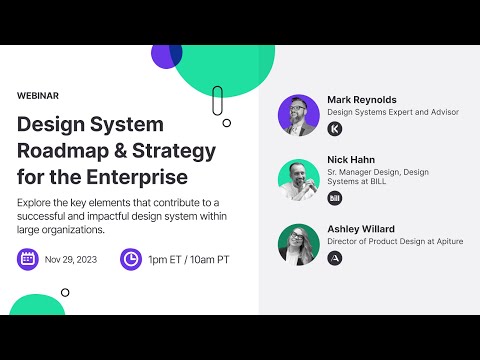 WEBINAR
Design System
Roadmap & Strategy
for the Enterprise
Explore the key elements that contribute to a
successful and impactful design system within
large organizations.
Nov 29, 2023
1pm ET / 10am PT
Mark Reynolds
Design Systems Expert and Advisor
K
Nick Hahn
Sr. Manager Design, Design
Systems at BILL
bill
Ashley Willard
Director of Product Design at Apiture
A